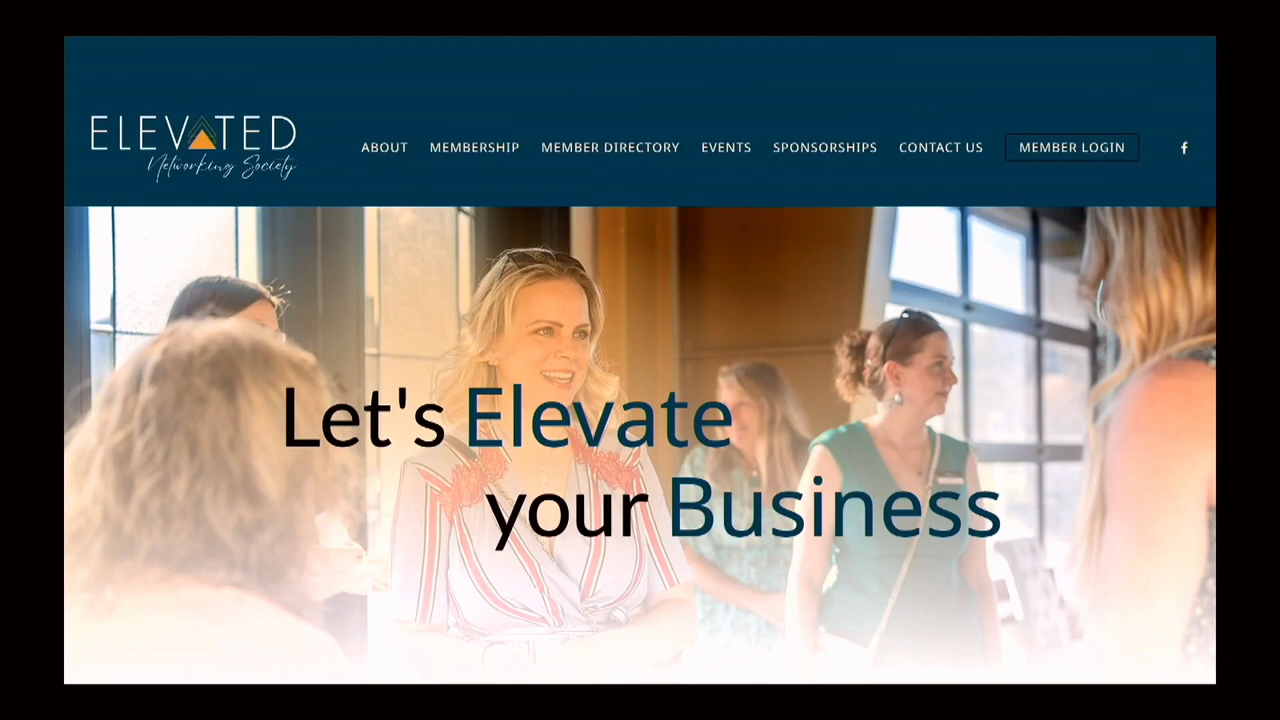 ELEVATED
Networking Society
ABOUT MEMBERSHIP MEMBER DIRECTORY EVENTS SPONSORSHIPS CONTACT US MEMBER LOGIN f
Let's Elevate
your Business